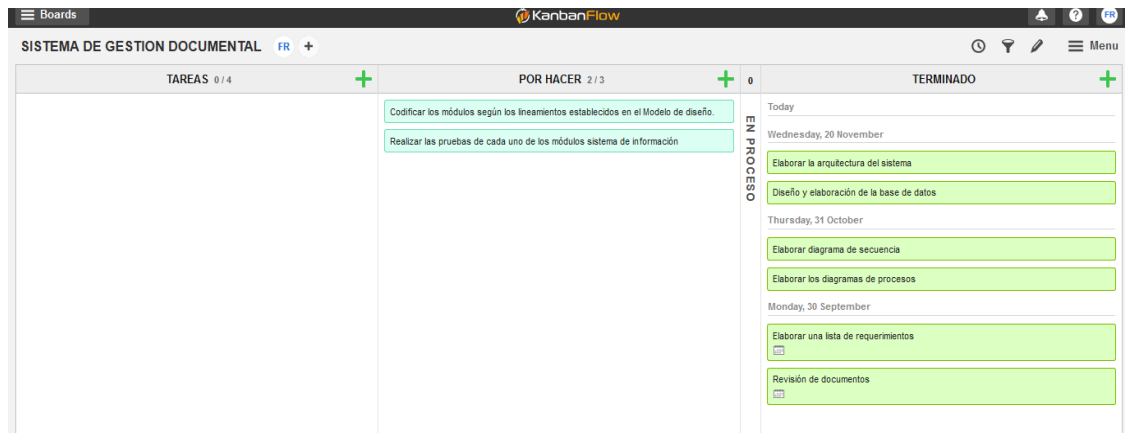 Boards
KanbanFlow
FR
SISTEMA DE GESTION DOCUMENTAL FR +
Menu
TAREAS 0 / 4
POR HACER 2 / 3
0
EN PROCESO
TERMINADO
Codificar los módulos según los lineamientos establecidos en el Modelo de diseño.
Realizar las pruebas de cada uno de los módulos sistema de información
Today
Wednesday, 20 November
Elaborar la arquitectura del sistema
Diseño y elaboración de la base de datos
Thursday, 31 October
Elaborar diagrama de secuencia
Elaborar los diagramas de procesos
Monday, 30 September
Elaborar una lista de requerimientos
Revisión de documentos